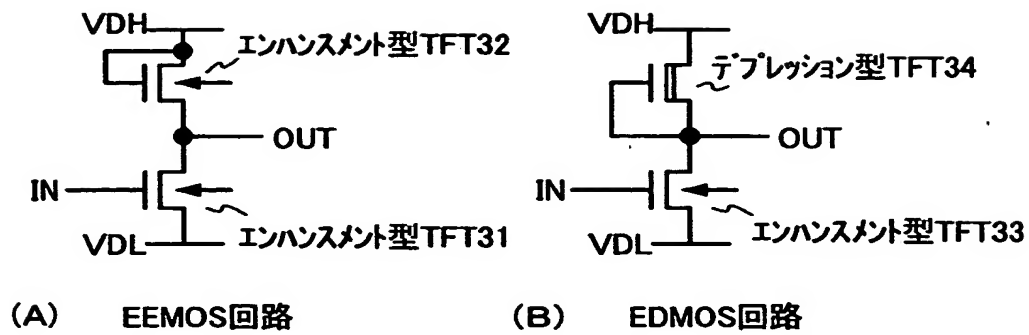 VDH
エンハンスメント型TFT32
OUT
IN
エンハンスメント型TFT31
VDL
(A) EEMOS回路
VDH
デプレッション型TFT34
OUT
IN
エンハンスメント型TFT33
VDL
(B) EDMOS回路